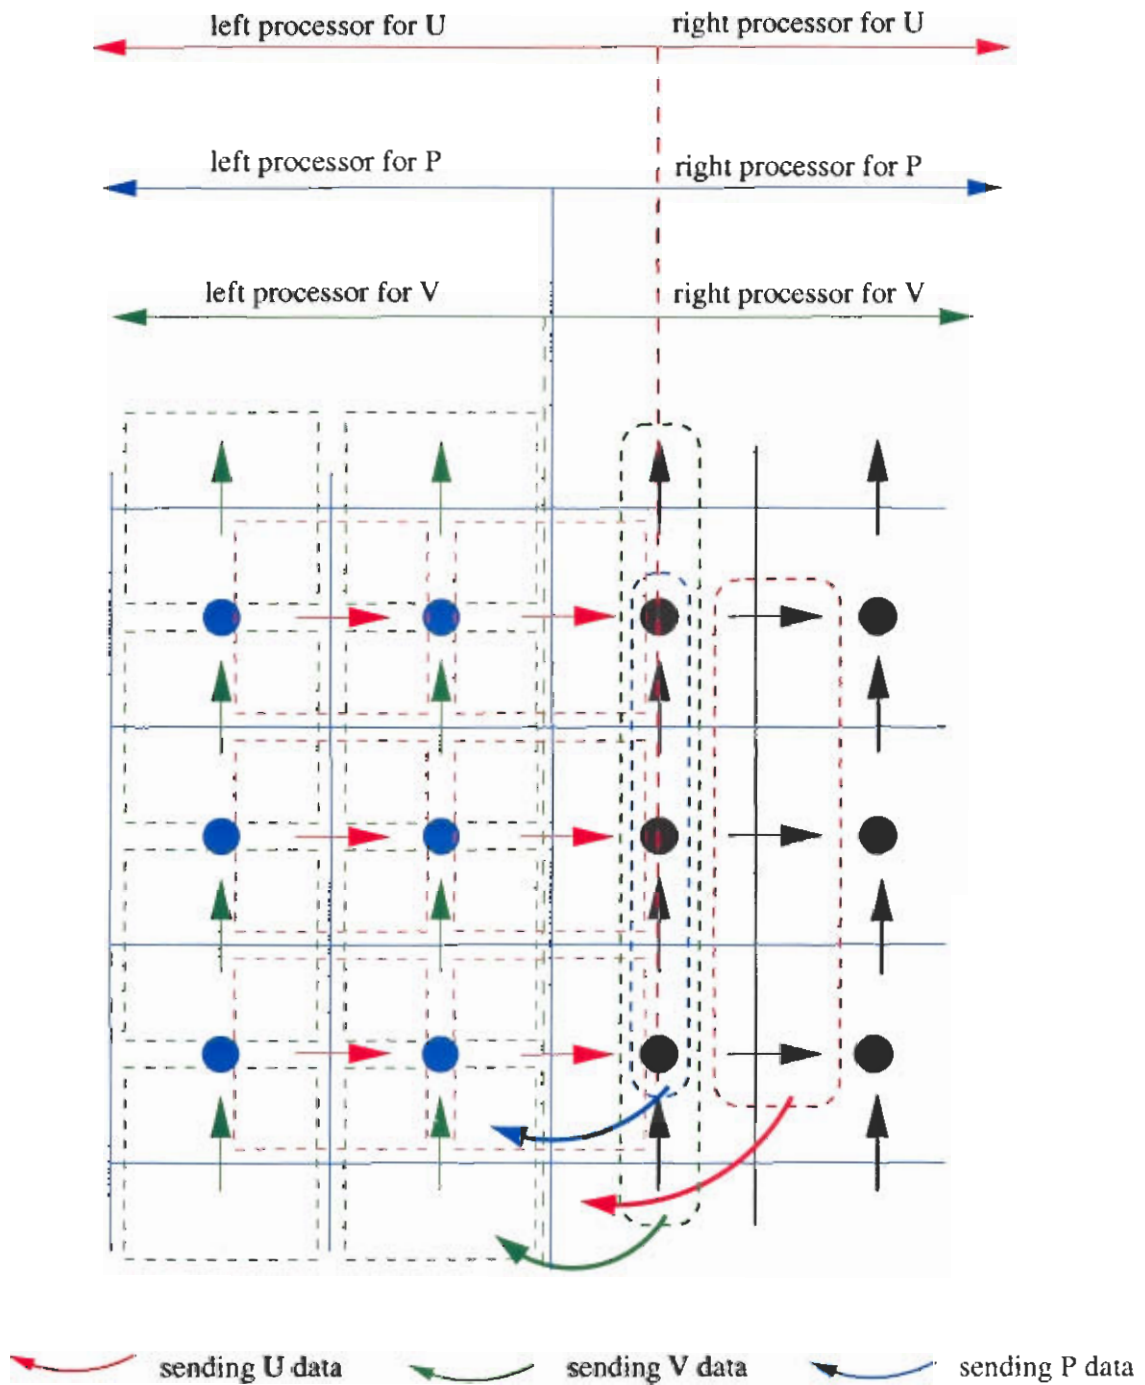 left processor for U
right processor for U
left processor for P
right processor for P
left processor for V
right processor for V
sending U data
sending V data
sending P data